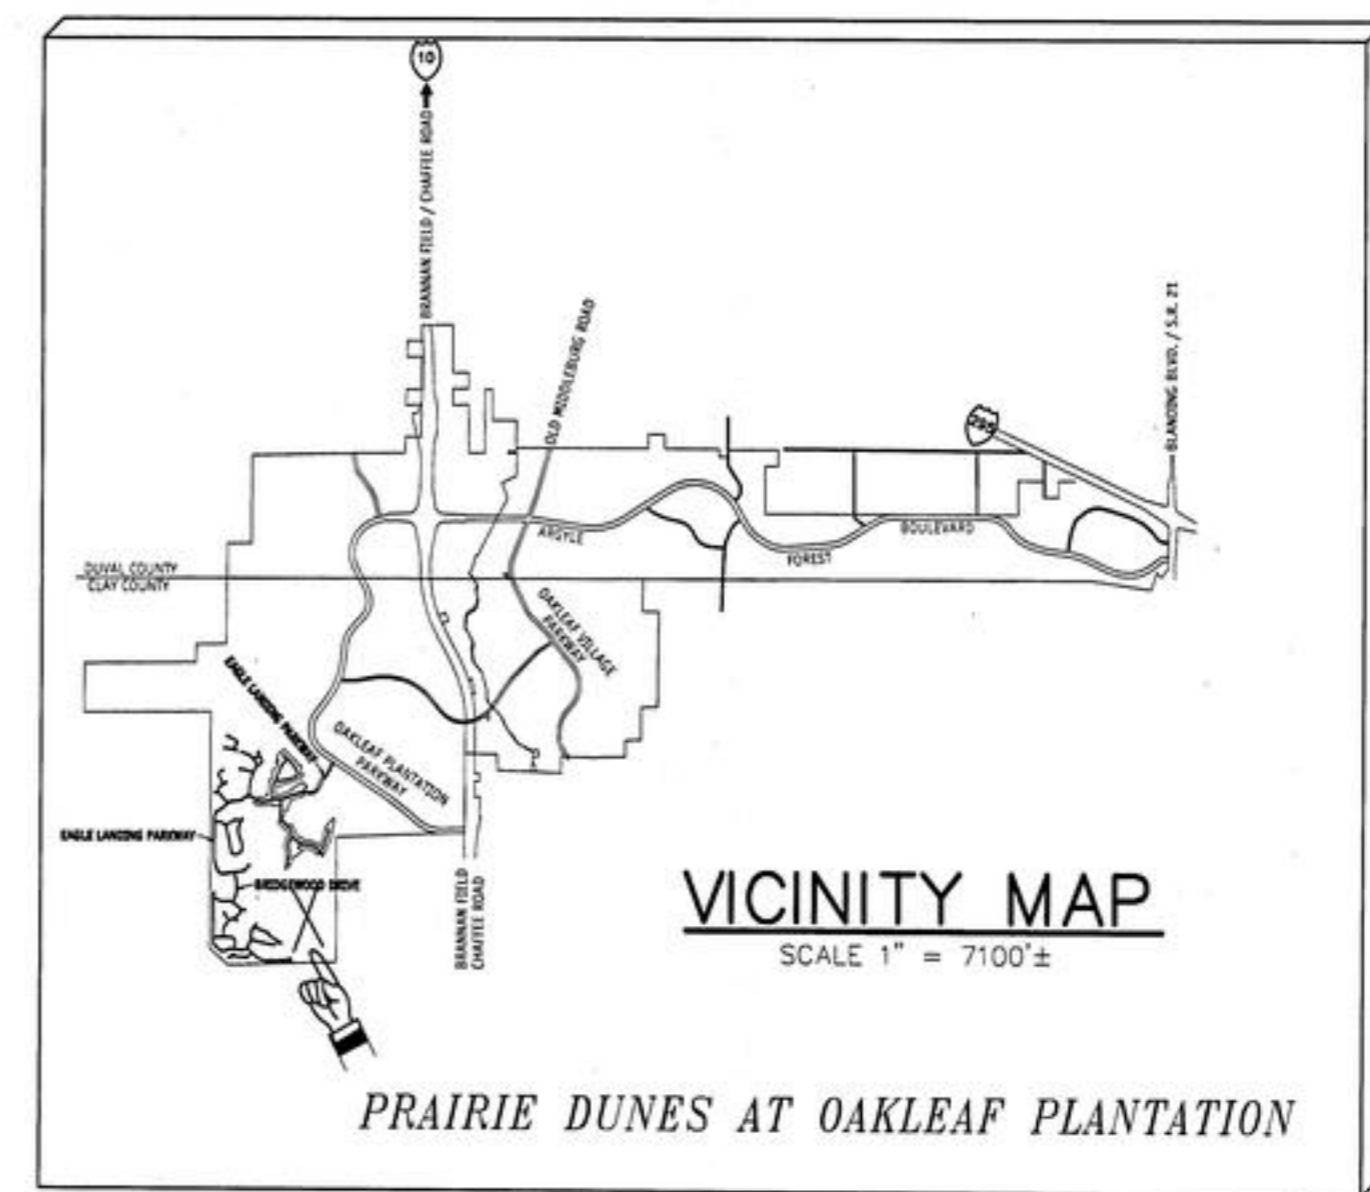 10
BRANNAN FIELD / CHAFFEE ROAD
OLD MIDDLEBURG ROAD
BLANDING BLVD. / S.R. 21
295
ARGYLE
FOREST
BOULEVARD
DUVAL COUNTY
CLAY COUNTY
OAKLEAF VILLAGE
PARKWAY
EAGLE LANDING PARKWAY
OAKLEAF PLANTATION
PARKWAY
EAGLE LANDING PARKWAY
BRIDGEWOOD DRIVE
BRANNAN FIELD
CHAFFEE ROAD
VICINITY MAP
SCALE 1" = 7100'±
PRAIRIE DUNES AT OAKLEAF PLANTATION